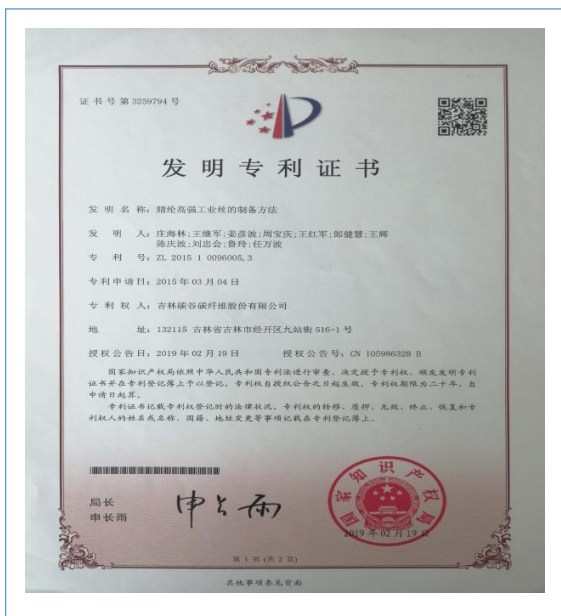 证书号第3259794号
发明专利证书
发明名称：腈纶高强工业丝的制备方法
发明人：庄海林;王继军;姜彦波;周宝庆;王红军;郎健慧;王辉
陈庆波;刘忠会;鲁玲;任万波
专利号：ZL 2015 1 0096005.3
专利申请日：2015年03月04日
专利权人：吉林碳谷碳纤维股份有限公司
地址：132115 吉林省吉林市经开区九站街516-1号
授权公告日：2019年02月19日 授权公告号：CN 105986328 B
国家知识产权局依照中华人民共和国专利法进行审查，决定授予专利权，颁发发明专利
证书并在专利登记簿上予以登记。专利权自授权公告之日起生效。专利权期限为二十年，自
申请日起算。
专利证书记载专利权登记时的法律状况。专利权的转移、质押、无效、终止、恢复和专
利权人的姓名或名称、国籍、地址变更等事项记载在专利登记簿上。
局长
申长雨
申长雨
国家知识产权局
2019年02月19日
第1页(共2页)
其他事项参见背面